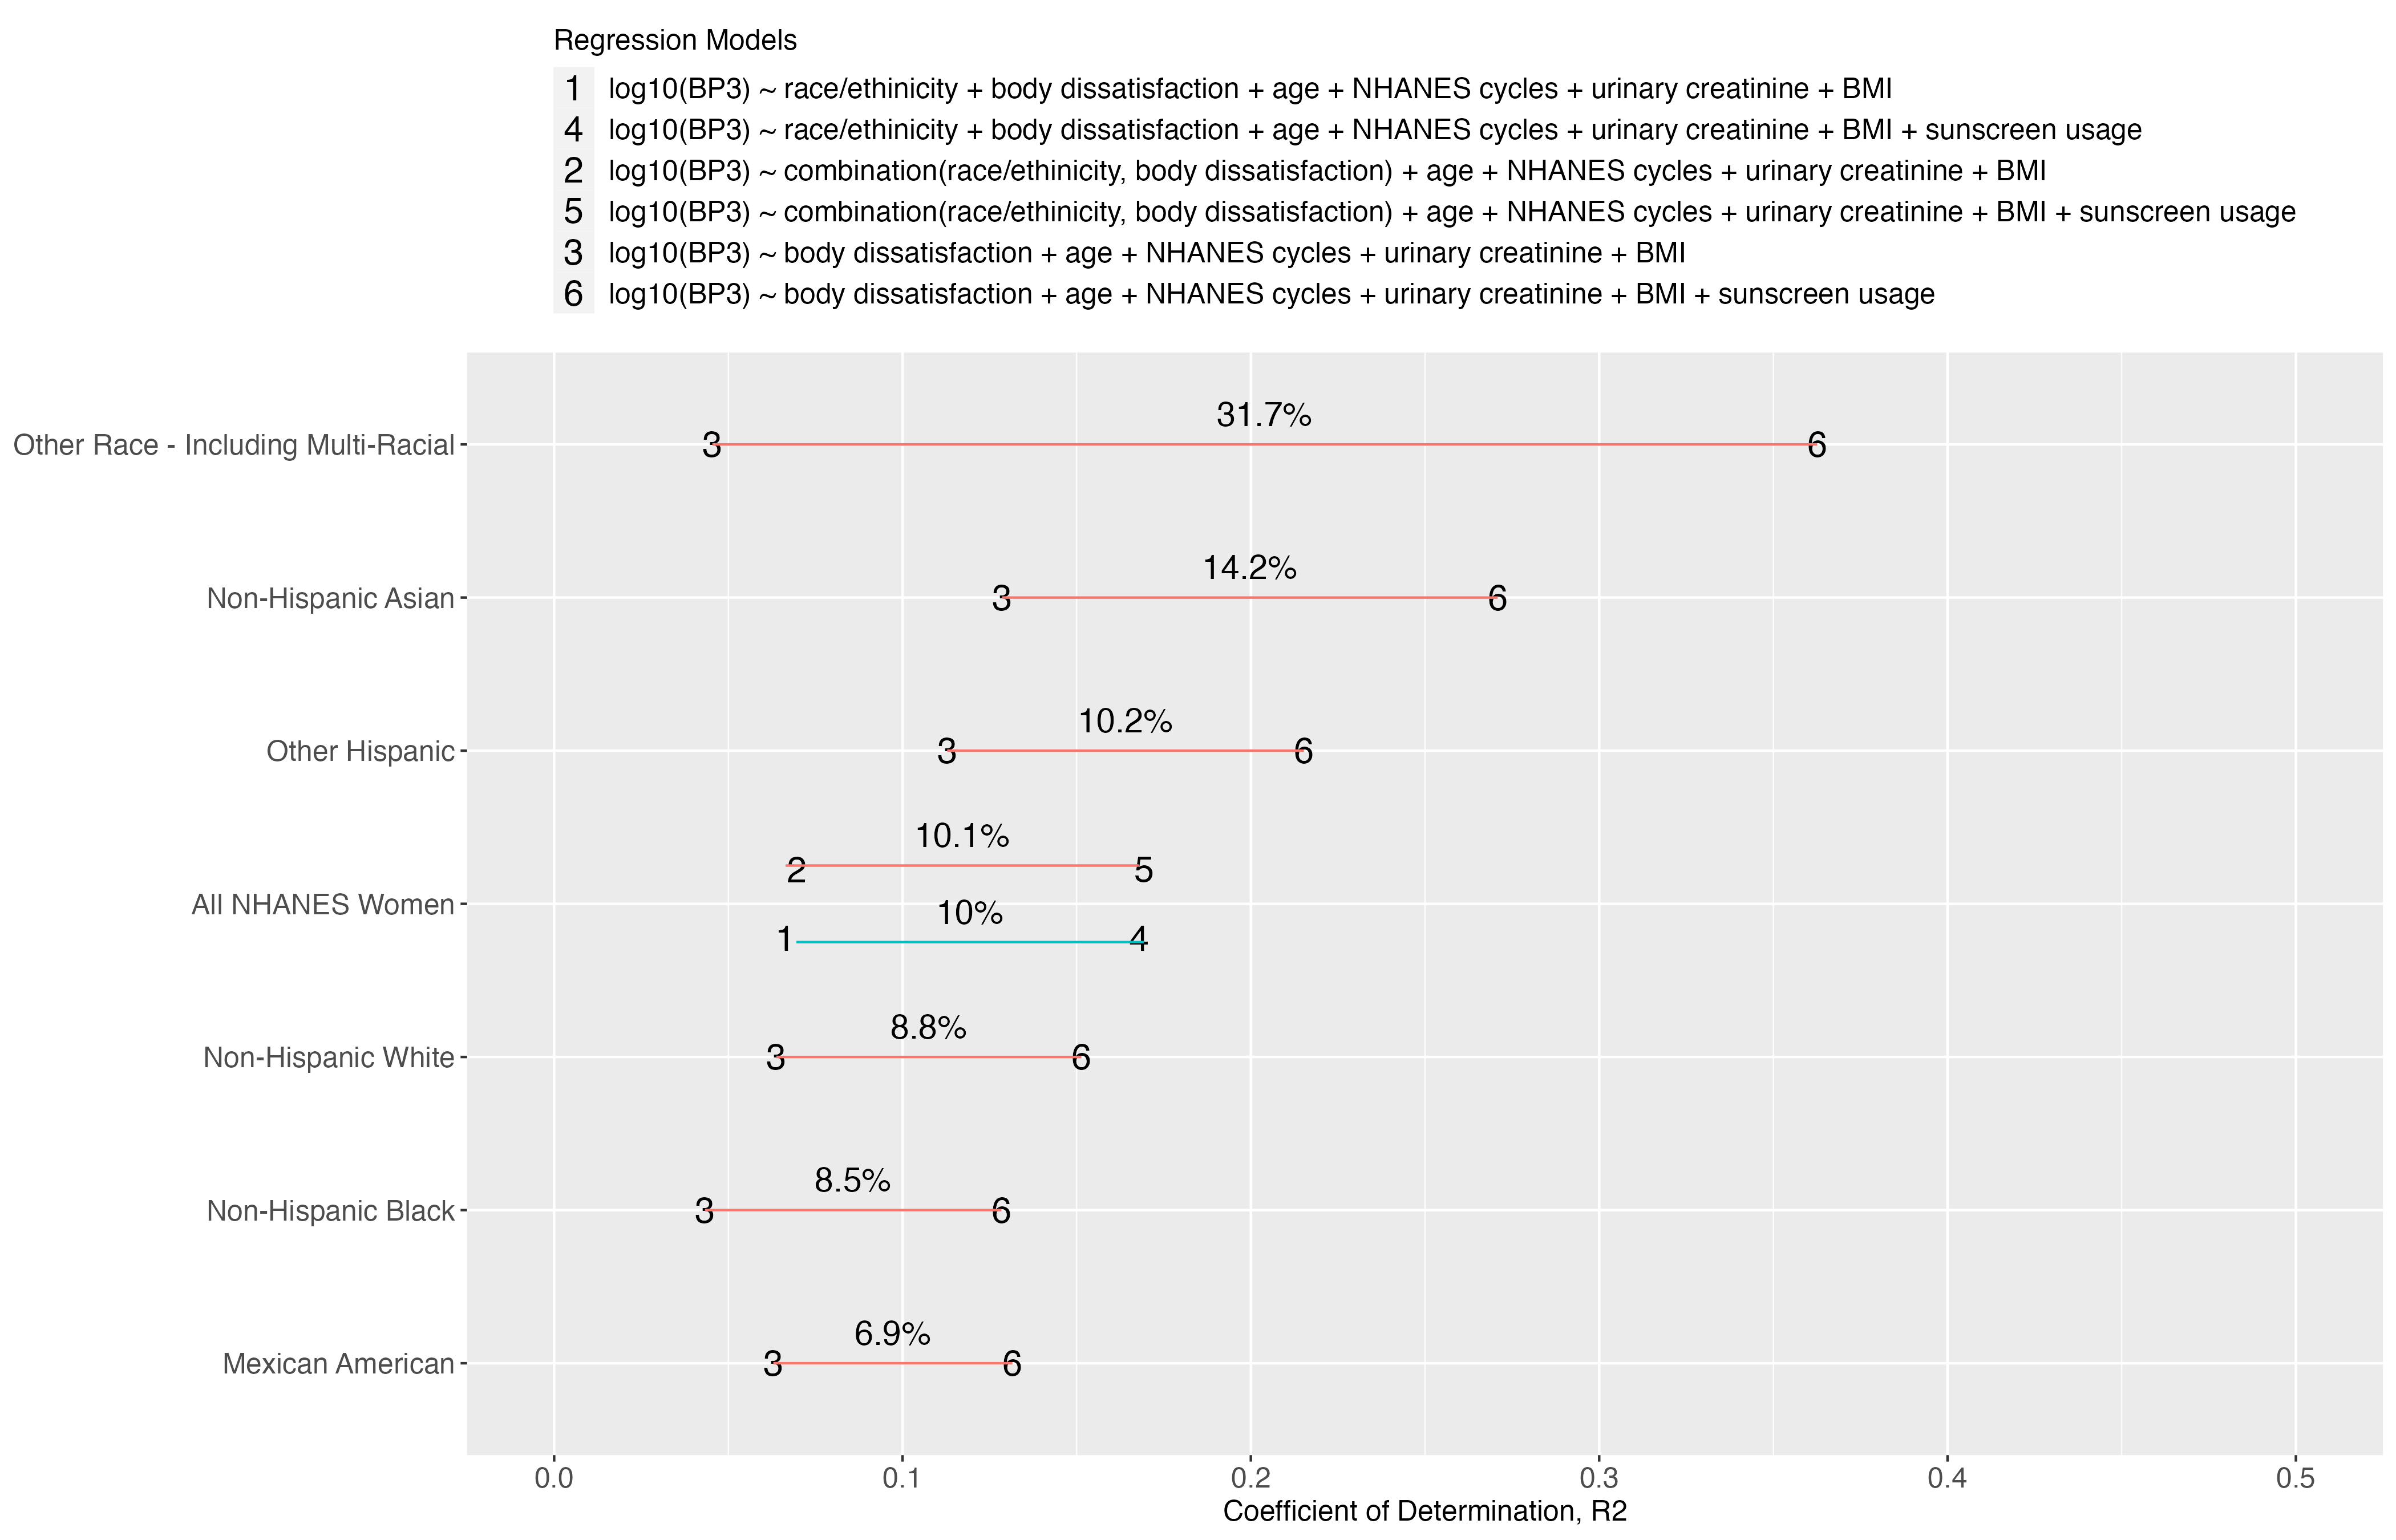 Regression Models
1 log10(BP3) ~ race/ethinicity + body dissatisfaction + age + NHANES cycles + urinary creatinine + BMI
4 log10(BP3) ~ race/ethinicity + body dissatisfaction + age + NHANES cycles + urinary creatinine + BMI + sunscreen usage
2 log10(BP3) ~ combination(race/ethinicity, body dissatisfaction) + age + NHANES cycles + urinary creatinine + BMI
5 log10(BP3) ~ combination(race/ethinicity, body dissatisfaction) + age + NHANES cycles + urinary creatinine + BMI + sunscreen usage
3 log10(BP3) ~ body dissatisfaction + age + NHANES cycles + urinary creatinine + BMI
6 log10(BP3) ~ body dissatisfaction + age + NHANES cycles + urinary creatinine + BMI + sunscreen usage
31.7%
Other Race - Including Multi-Racial 3 6
14.2%
Non-Hispanic Asian 3 6
10.2%
Other Hispanic 3 6
10.1%
2 5
All NHANES Women 10%
1 4
8.8%
Non-Hispanic White 3 6
8.5%
Non-Hispanic Black 3 6
6.9%
Mexican American 3 6
0.0 0.1 0.2 0.3 0.4 0.5
Coefficient of Determination, R2